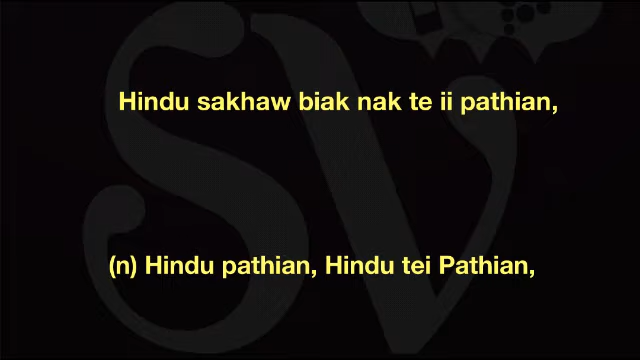 Hindu sakhaw biak nak te ii pathian,
(n) Hindu pathian, Hindu tei Pathian,